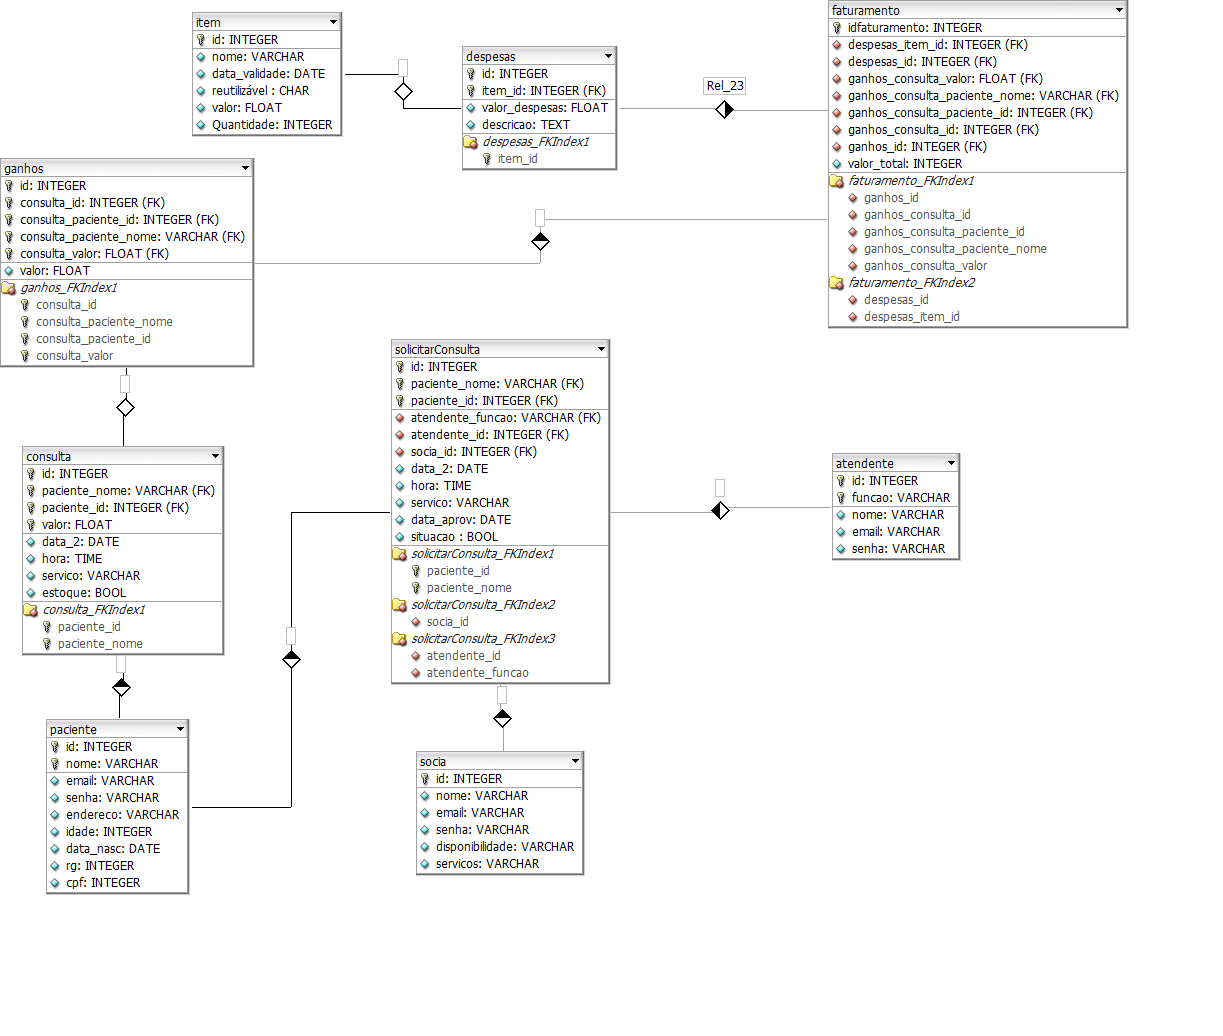 item
id: INTEGER
nome: VARCHAR
data_validade: DATE
reutilizável : CHAR
valor: FLOAT
Quantidade: INTEGER
despesas
id: INTEGER
item_id: INTEGER (FK)
valor_despesas: FLOAT
descricao: TEXT
despesas_FKIndex1
item_id
Rel_23
faturamento
idfaturamento: INTEGER
despesas_item_id: INTEGER (FK)
despesas_id: INTEGER (FK)
ganhos_consulta_valor: FLOAT (FK)
ganhos_consulta_paciente_nome: VARCHAR (FK)
ganhos_consulta_paciente_id: INTEGER (FK)
ganhos_consulta_id: INTEGER (FK)
ganhos_id: INTEGER (FK)
valor_total: INTEGER
faturamento_FKIndex1
ganhos_id
ganhos_consulta_id
ganhos_consulta_paciente_id
ganhos_consulta_paciente_nome
ganhos_consulta_valor
faturamento_FKIndex2
despesas_id
despesas_item_id
ganhos
id: INTEGER
consulta_id: INTEGER (FK)
consulta_paciente_id: INTEGER (FK)
consulta_paciente_nome: VARCHAR (FK)
consulta_valor: FLOAT (FK)
valor: FLOAT
ganhos_FKIndex1
consulta_id
consulta_paciente_nome
consulta_paciente_id
consulta_valor
solicitarConsulta
id: INTEGER
paciente_nome: VARCHAR (FK)
paciente_id: INTEGER (FK)
atendente_funcao: VARCHAR (FK)
atendente_id: INTEGER (FK)
socia_id: INTEGER (FK)
data_2: DATE
hora: TIME
servico: VARCHAR
data_aprov: DATE
situacao : BOOL
solicitarConsulta_FKIndex1
paciente_id
paciente_nome
solicitarConsulta_FKIndex2
socia_id
solicitarConsulta_FKIndex3
atendente_id
atendente_funcao
atendente
id: INTEGER
funcao: VARCHAR
nome: VARCHAR
email: VARCHAR
senha: VARCHAR
consulta
id: INTEGER
paciente_nome: VARCHAR (FK)
paciente_id: INTEGER (FK)
valor: FLOAT
data_2: DATE
hora: TIME
servico: VARCHAR
estoque: BOOL
consulta_FKIndex1
paciente_id
paciente_nome
paciente
id: INTEGER
nome: VARCHAR
email: VARCHAR
senha: VARCHAR
endereco: VARCHAR
idade: INTEGER
data_nasc: DATE
rg: INTEGER
cpf: INTEGER
socia
id: INTEGER
nome: VARCHAR
email: VARCHAR
senha: VARCHAR
disponibilidade: VARCHAR
servicos: VARCHAR